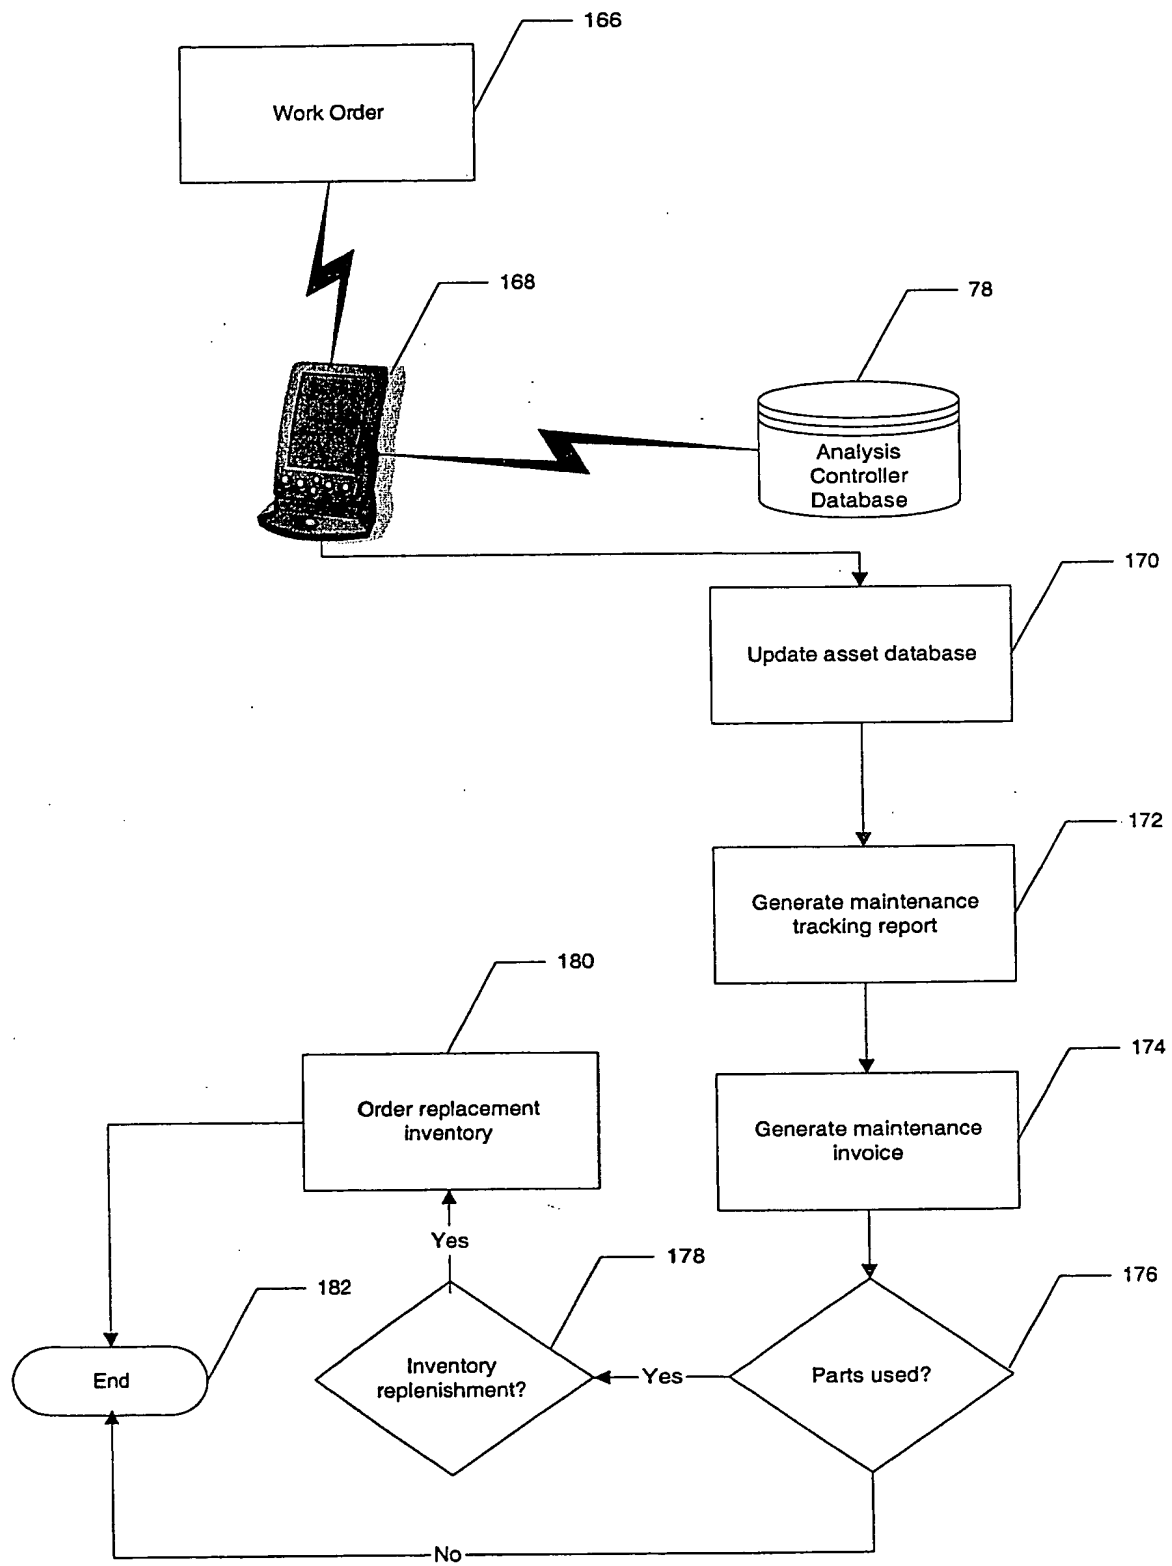 166
Work Order
168
78
Analysis
Controller
Database
170
Update asset database
172
Generate maintenance
tracking report
180
174
Order replacement
inventory
Generate maintenance
invoice
Yes
178
176
182
End
Inventory
replenishment?
Yes
Parts used?
No